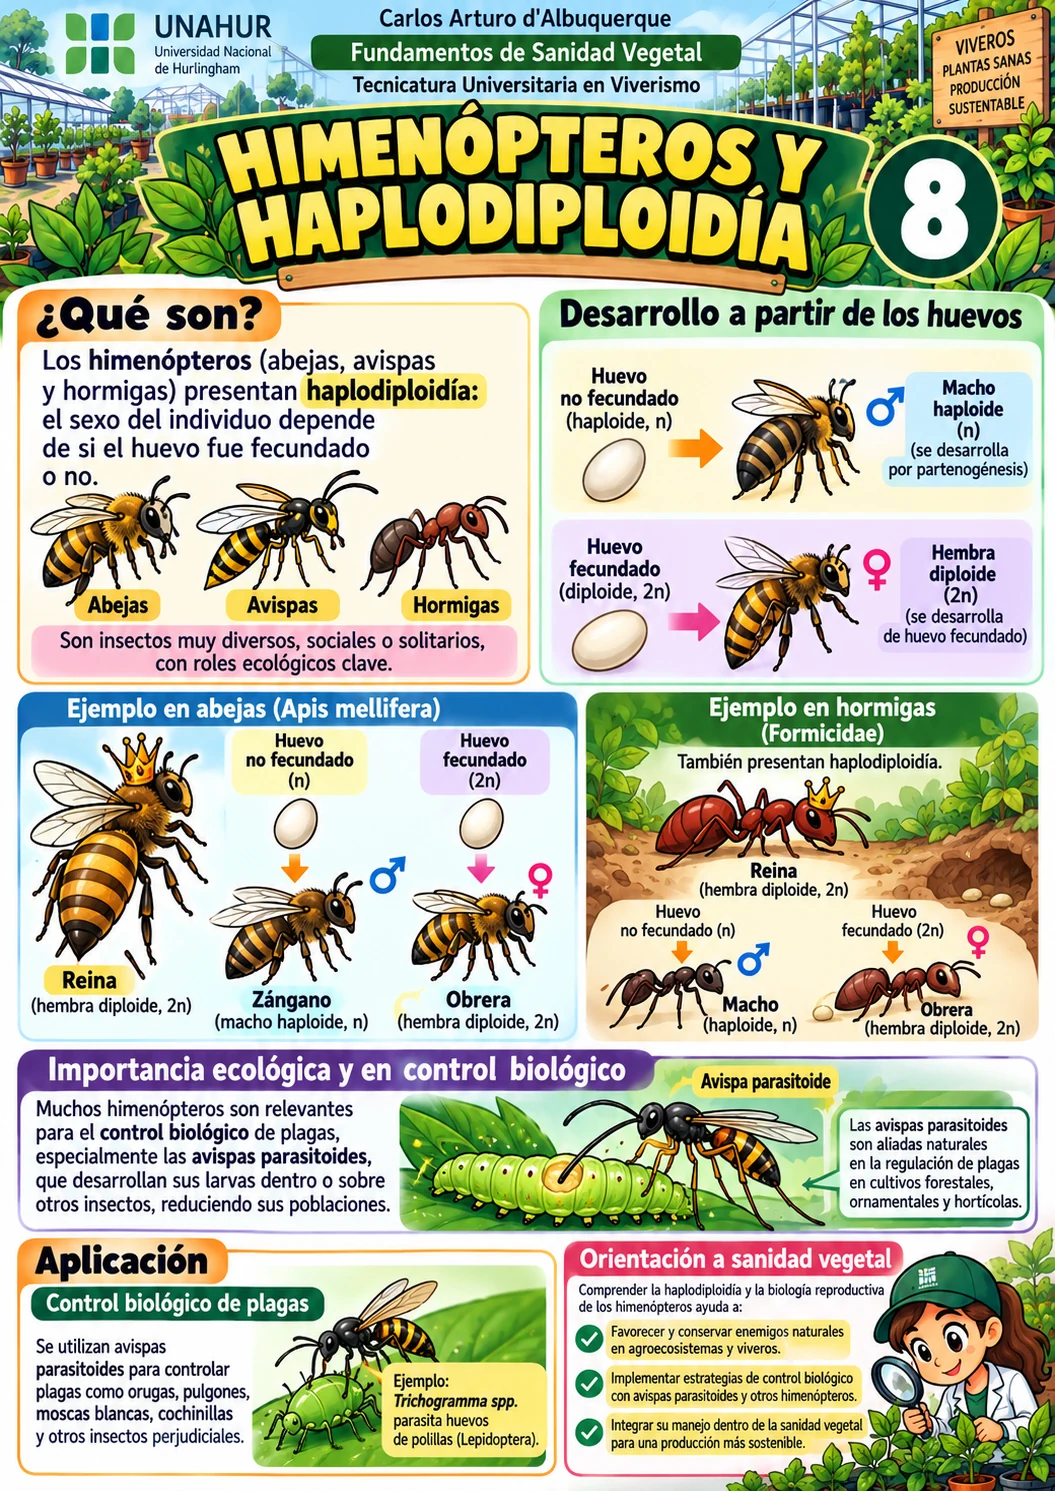 UNAHUR
Universidad Nacional
de Hurlingham
Carlos Arturo d'Albuquerque
Fundamentos de Sanidad Vegetal
Tecnicatura Universitaria en Viverismo
VIVEROS
PLANTAS SANAS
PRODUCCIÓN
SUSTENTABLE
HIMENÓPTEROS Y
HAPLODIPLOIDÍA
8
¿Qué son?
Los himenópteros (abejas, avispas
y hormigas) presentan haplodiploidía:
el sexo del individuo depende
de si el huevo fue fecundado
o no.
Abejas
Avispas
Hormigas
Son insectos muy diversos, sociales o solitarios,
con roles ecológicos clave.
Desarrollo a partir de los huevos
Huevo
no fecundado
(haploide, n)
♂
Macho
haploide
(n)
(se desarrolla
por partenogénesis)
Huevo
fecundado
(diploide, 2n)
♀
Hembra
diploide
(2n)
(se desarrolla
de huevo fecundado)
Ejemplo en abejas (Apis mellifera)
Reina
(hembra diploide, 2n)
Huevo
no fecundado
(n)
♂
Zángano
(macho haploide, n)
Huevo
fecundado
(2n)
♀
Obrera
(hembra diploide, 2n)
Ejemplo en hormigas
(Formicidae)
También presentan haplodiploidía.
Reina
(hembra diploide, 2n)
Huevo
no fecundado (n)
♂
Macho
(haploide, n)
Huevo
fecundado (2n)
♀
Obrera
(hembra diploide, 2n)
Importancia ecológica y en control biológico
Muchos himenópteros son relevantes
para el control biológico de plagas,
especialmente las avispas parasitoides,
que desarrollan sus larvas dentro o sobre
otros insectos, reduciendo sus poblaciones.
Avispa parasitoide
Las avispas parasitoides
son aliadas naturales
en la regulación de plagas
en cultivos forestales,
ornamentales y hortícolas.
Aplicación
Control biológico de plagas
Se utilizan avispas
parasitoides para controlar
plagas como orugas, pulgones,
moscas blancas, cochinillas
y otros insectos perjudiciales.
Ejemplo:
Trichogramma spp.
parasita huevos
de polillas (Lepidoptera).
Orientación a sanidad vegetal
Comprender la haplodiploidía y la biología reproductiva
de los himenópteros ayuda a:
Favorecer y conservar enemigos naturales
en agroecosistemas y viveros.
Implementar estrategias de control biológico
con avispas parasitoides y otros himenópteros.
Integrar su manejo dentro de la sanidad vegetal
para una producción más sostenible.